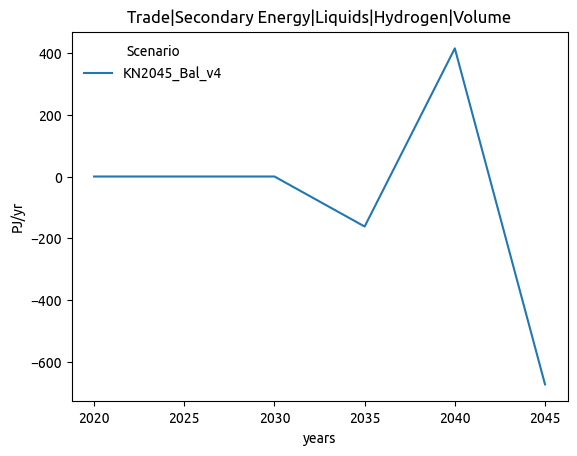 Trade|Secondary Energy|Liquids|Hydrogen|Volume
Scenario
KN2045_Bal_v4
400
200
0
−200
−400
−600
PJ/yr
2020 2025 2030 2035 2040 2045
years